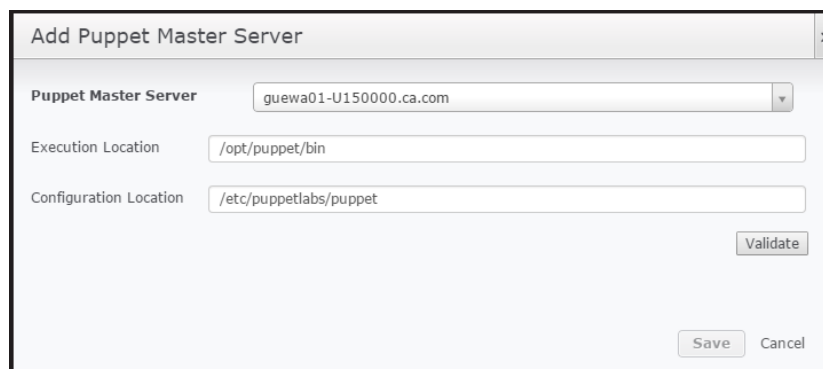 Add Puppet Master Server
Puppet Master Server guewa01-U150000.ca.com
Execution Location /opt/puppet/bin
Configuration Location /etc/puppetlabs/puppet
Validate
Save Cancel